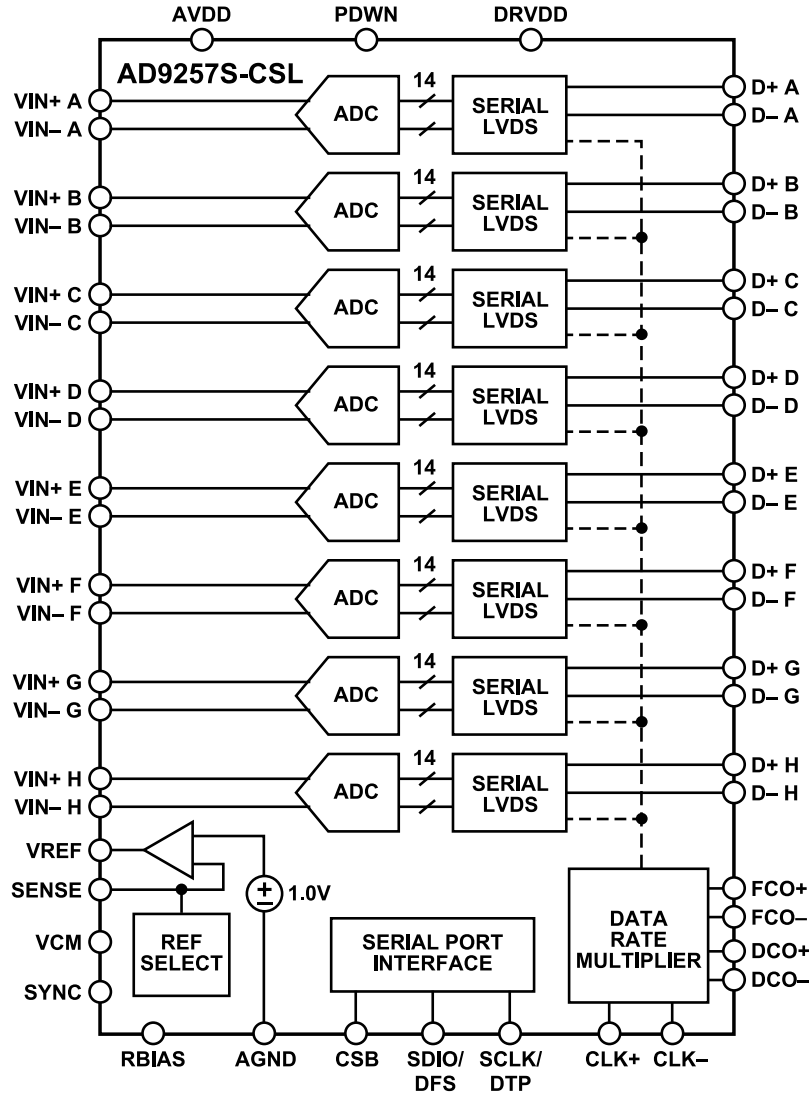 AVDD PDWN DRVDD
AD9257S-CSL
VIN+ A ADC 14 SERIAL LVDS D+ A
VIN– A D– A
VIN+ B ADC 14 SERIAL LVDS D+ B
VIN– B D– B
VIN+ C ADC 14 SERIAL LVDS D+ C
VIN– C D– C
VIN+ D ADC 14 SERIAL LVDS D+ D
VIN– D D– D
VIN+ E ADC 14 SERIAL LVDS D+ E
VIN– E D– E
VIN+ F ADC 14 SERIAL LVDS D+ F
VIN– F D– F
VIN+ G ADC 14 SERIAL LVDS D+ G
VIN– G D– G
VIN+ H ADC 14 SERIAL LVDS D+ H
VIN– H D– H
VREF
SENSE
VCM
SYNC
+
–
1.0V
REF
SELECT
SERIAL PORT
INTERFACE
DATA
RATE
MULTIPLIER
FCO+
FCO–
DCO+
DCO–
RBIAS AGND CSB SDIO/ SCLK/ CLK+ CLK–
DFS DTP